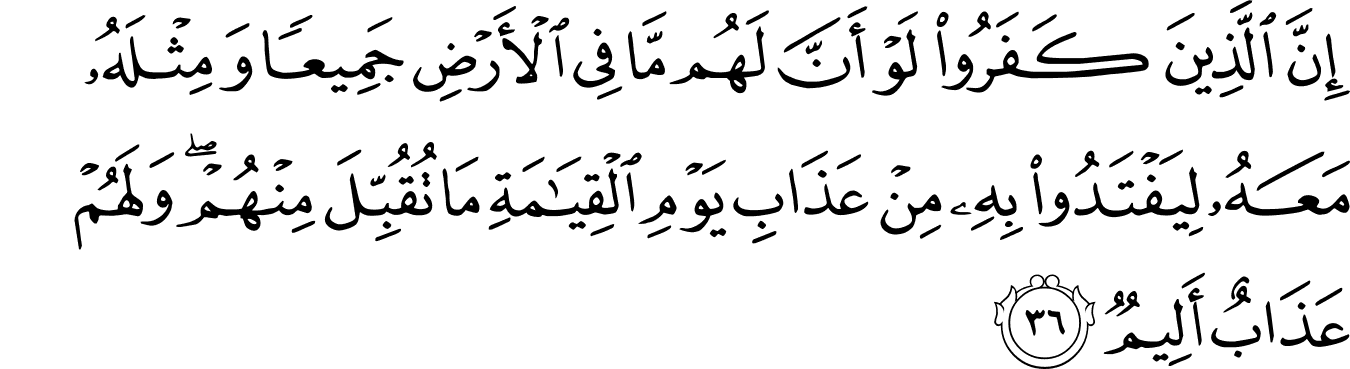 إِنَّ ٱلَّذِينَ كَفَرُوا۟ لَوْ أَنَّ لَهُم مَّا فِى ٱلْأَرْضِ جَمِيعًا وَمِثْلَهُۥ
مَعَهُۥ لِيَفْتَدُوا۟ بِهِۦ مِنْ عَذَابِ يَوْمِ ٱلْقِيَـٰمَةِ مَا تُقُبِّلَ مِنْهُمْ ۖ وَلَهُمْ
عَذَابٌ أَلِيمٌ ٣٦